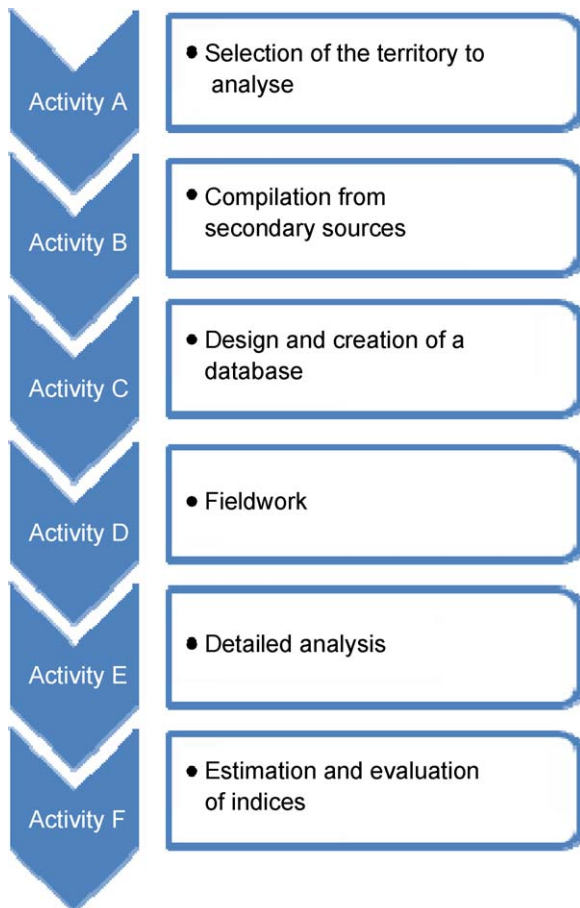 Activity A
• Selection of the territory to
analyse
Activity B
• Compilation from
secondary sources
Activity C
• Design and creation of a
database
Activity D
• Fieldwork
Activity E
• Detailed analysis
Activity F
• Estimation and evaluation
of indices